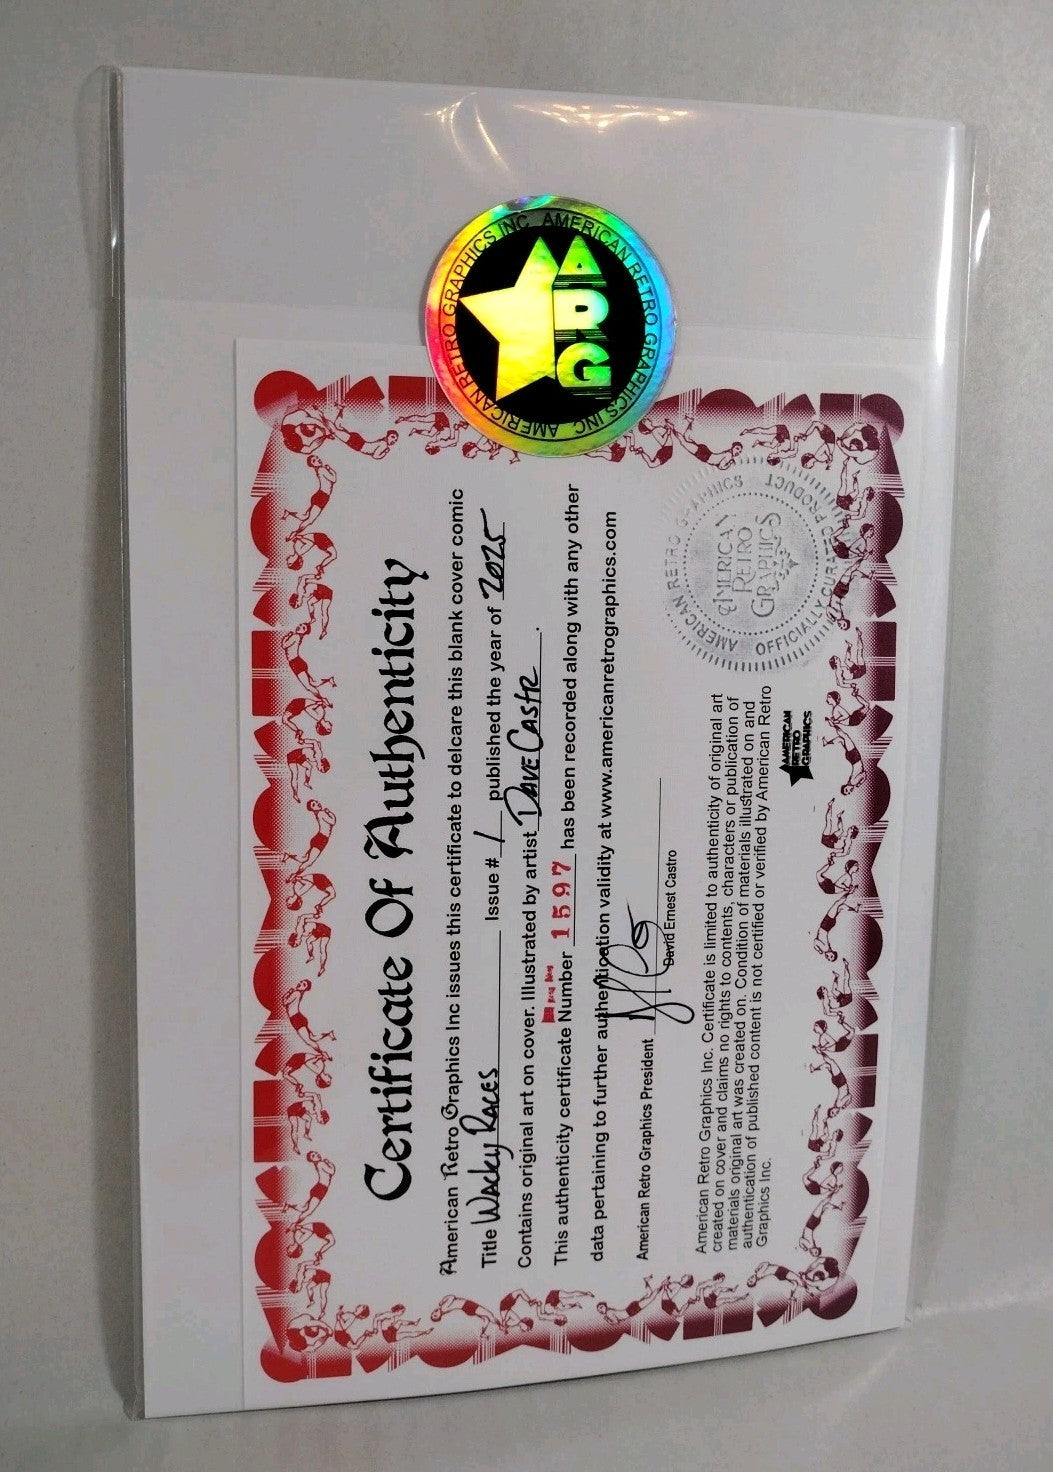 AMERICAN RETRO GRAPHICS INC AMERICAN RETRO GRAPHICS INC
ARG
Certificate Of Authenticity
American Retro Graphics Inc issues this certificate to delcare this blank cover comic
Title Wacky Races Issue # 1 published the year of 2025
Contains original art on cover. Illustrated by artist Dave Castr.
This authenticity certificate Number 1597 has been recorded along with any other
data pertaining to further authentication validity at www.americanretrographics.com
American Retro Graphics President
David Ernest Castro
American Retro Graphics Inc. Certificate is limited to authenticity of original art
created on cover and claims no rights to contents, characters or publication of
materials original art was created on. Condition of materials illustrated on and
authentication of published content is not certified or verified by American Retro
Graphics Inc.
AMERICAN
RETRO
GRAPHICS
AMERICAN RETRO GRAPHICS
OFFICIALLY CURATED PRODUCT
AMERICAN
RETRO
GRAPHICS